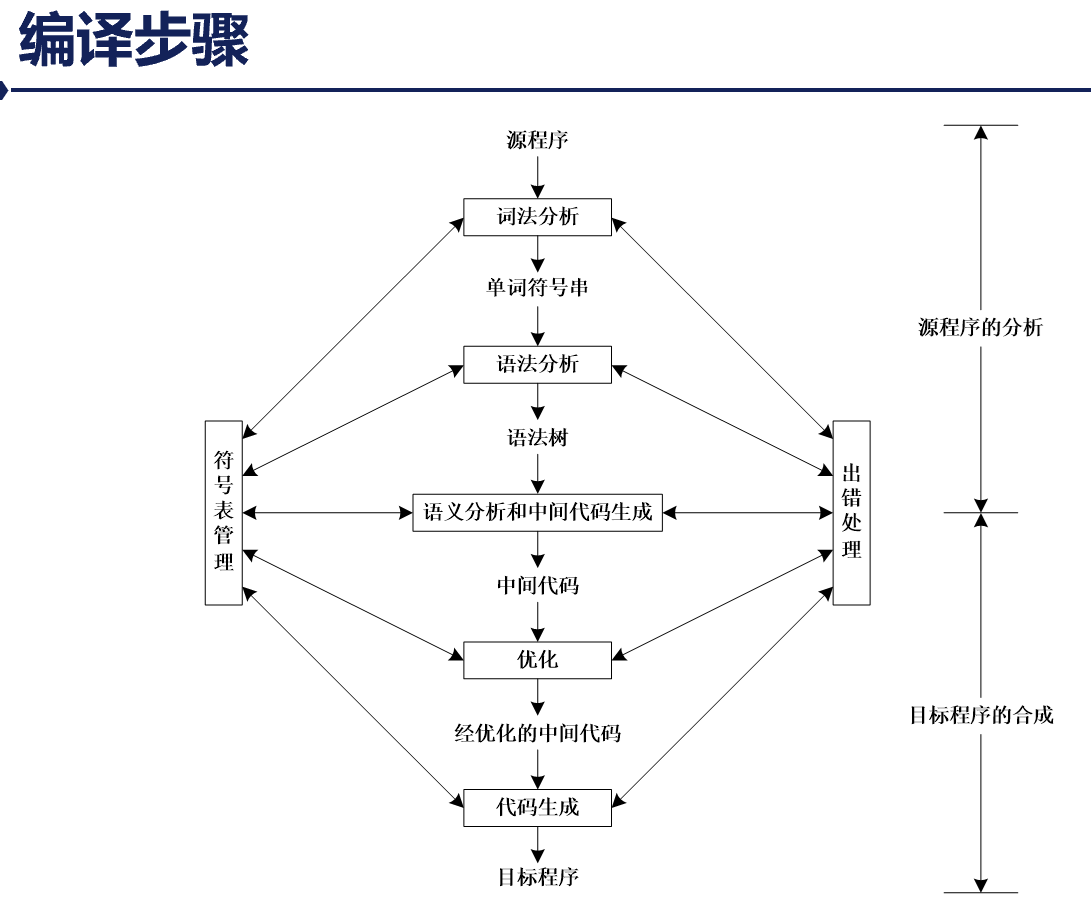 编译步骤
源程序
词法分析
单词符号串
语法分析
语法树
语义分析和中间代码生成
中间代码
优化
经优化的中间代码
代码生成
目标程序
符号表管理
出错处理
源程序的分析
目标程序的合成